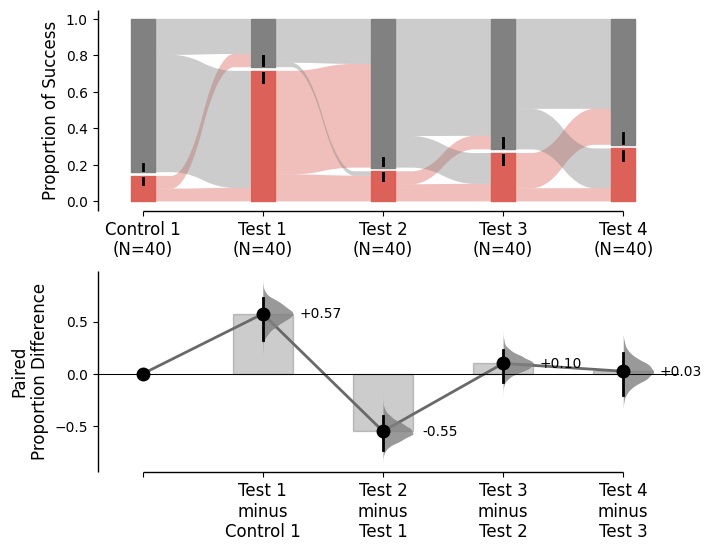 Proportion of Success
1.0
0.8
0.6
0.4
0.2
0.0
Control 1
(N=40)
Test 1
(N=40)
Test 2
(N=40)
Test 3
(N=40)
Test 4
(N=40)
Paired
Proportion Difference
0.5
0.0
−0.5
+0.57
-0.55
+0.10
+0.03
Test 1
minus
Control 1
Test 2
minus
Test 1
Test 3
minus
Test 2
Test 4
minus
Test 3